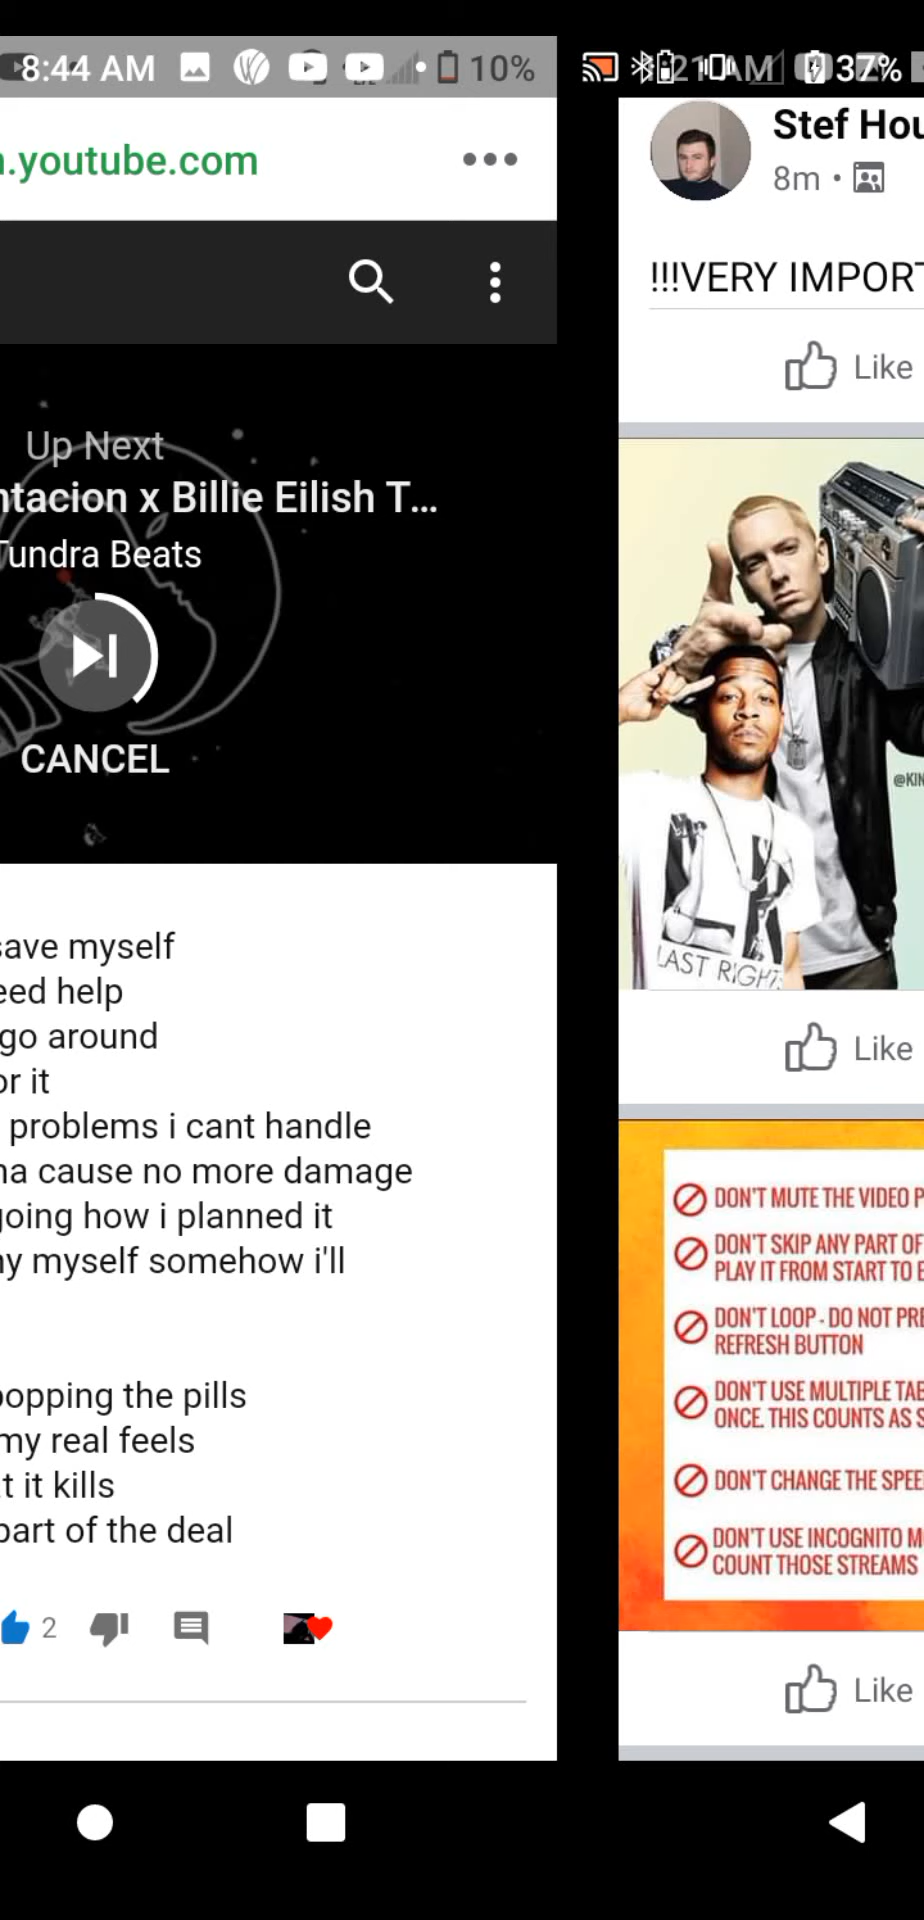 8:44 AM
10%
.youtube.com
Up Next
ntacion x Billie Eilish T...
Tundra Beats
CANCEL
save myself
eed help
go around
or it
problems i cant handle
na cause no more damage
going how i planned it
ny myself somehow i'll
popping the pills
my real feels
t it kills
part of the deal
2
37%
Stef Hou
8m
!!!VERY IMPORT
Like
@KIN
LAST RIGHT
Like
DON'T MUTE THE VIDEO P
DON'T SKIP ANY PART OF
PLAY IT FROM START TO E
DON'T LOOP - DO NOT PRE
REFRESH BUTTON
DON'T USE MULTIPLE TAB
ONCE. THIS COUNTS AS S
DON'T CHANGE THE SPEE
DON'T USE INCOGNITO M
COUNT THOSE STREAMS
Like